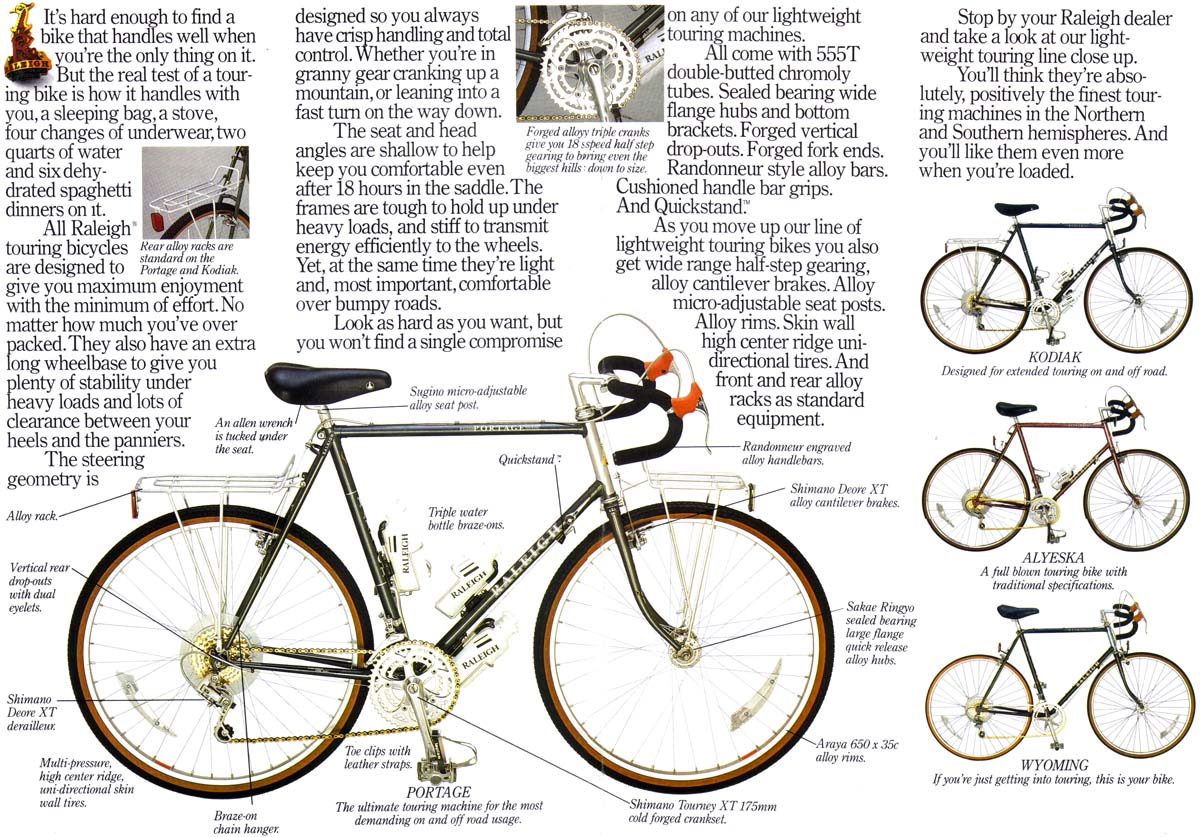 It's hard enough to find a
bike that handles well when
you're the only thing on it.
But the real test of a tour-
ing bike is how it handles with
you, a sleeping bag, a stove,
four changes of underwear, two
quarts of water
and six dehy-
drated spaghetti
dinners on it.
All Raleigh®
touring bicycles
are designed to
give you maximum enjoyment
with the minimum of effort. No
matter how much you've over
packed. They also have an extra
long wheelbase to give you
plenty of stability under
heavy loads and lots of
clearance between your
heels and the panniers.
The steering
geometry is
RALEIGH
Rear alloy racks are
standard on the
Portage and Kodiak.
designed so you always
have crisp handling and total
control. Whether you're in
granny gear cranking up a
mountain, or leaning into a
fast turn on the way down.
The seat and head
angles are shallow to help
keep you comfortable even
after 18 hours in the saddle. The
frames are tough to hold up under
heavy loads, and stiff to transmit
energy efficiently to the wheels.
Yet, at the same time they're light
and, most important, comfortable
over bumpy roads.
Look as hard as you want, but
you won't find a single compromise
Forged alloyy triple cranks
give you 18 sspeed half step
gearing to bering even the
biggest hills: down to size.
on any of our lightweight
touring machines.
All come with 555T
double-butted chromoly
tubes. Sealed bearing wide
flange hubs and bottom
brackets. Forged vertical
drop-outs. Forged fork ends.
Randonneur style alloy bars.
Cushioned handle bar grips.
And Quickstand.™
As you move up our line of
lightweight touring bikes you also
get wide range half-step gearing,
alloy cantilever brakes. Alloy
micro-adjustable seat posts.
Alloy rims. Skin wall
high center ridge uni-
directional tires. And
front and rear alloy
racks as standard
equipment.
Stop by your Raleigh dealer
and take a look at our light-
weight touring line close up.
You'll think they're abso-
lutely, positively the finest tour-
ing machines in the Northern
and Southern hemispheres. And
you'll like them even more
when you're loaded.
KODIAK
Designed for extended touring on and off road.
ALYESKA
A full blown touring bike with
traditional specifications.
WYOMING
If you're just getting into touring, this is your bike.
Sugino micro-adjustable
alloy seat post.
An allen wrench
is tucked under
the seat.
PORTAGE
Quickstand™
Randonneur engraved
alloy handlebars.
Alloy rack.
Triple water
bottle braze-ons.
Shimano Deore XT
alloy cantilever brakes.
RALEIGH
RALEIGH
RALEIGH
RALEIGH
Vertical rear
drop-outs
with dual
eyelets.
Sakae Ringyo
sealed bearing
large flange
quick release
alloy hubs.
Shimano
Deore XT
derailleur.
Toe clips with
leather straps.
Araya 650 x 35c
alloy rims.
Multi-pressure,
high center ridge,
uni-directional skin
wall tires.
Braze-on
chain hanger.
PORTAGE
The ultimate touring machine for the most
demanding on and off road usage.
Shimano Tourney XT 175mm
cold forged crankset.